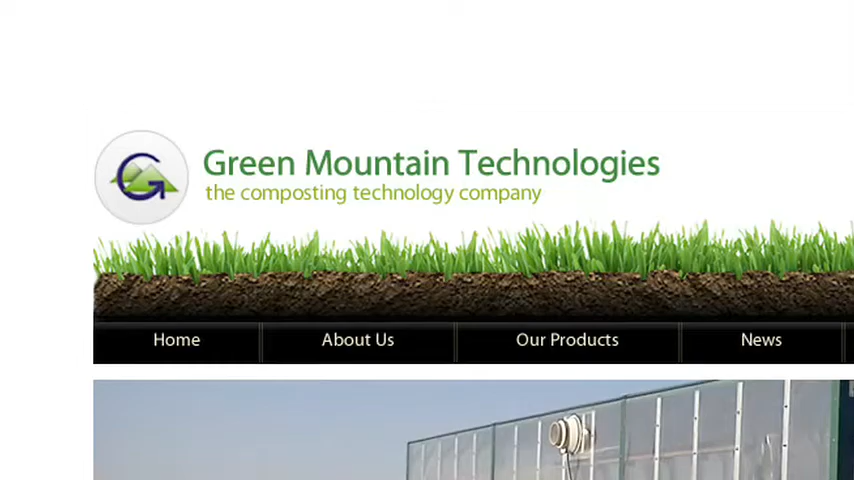 Green Mountain Technologies
the composting technology company
Home About Us Our Products News